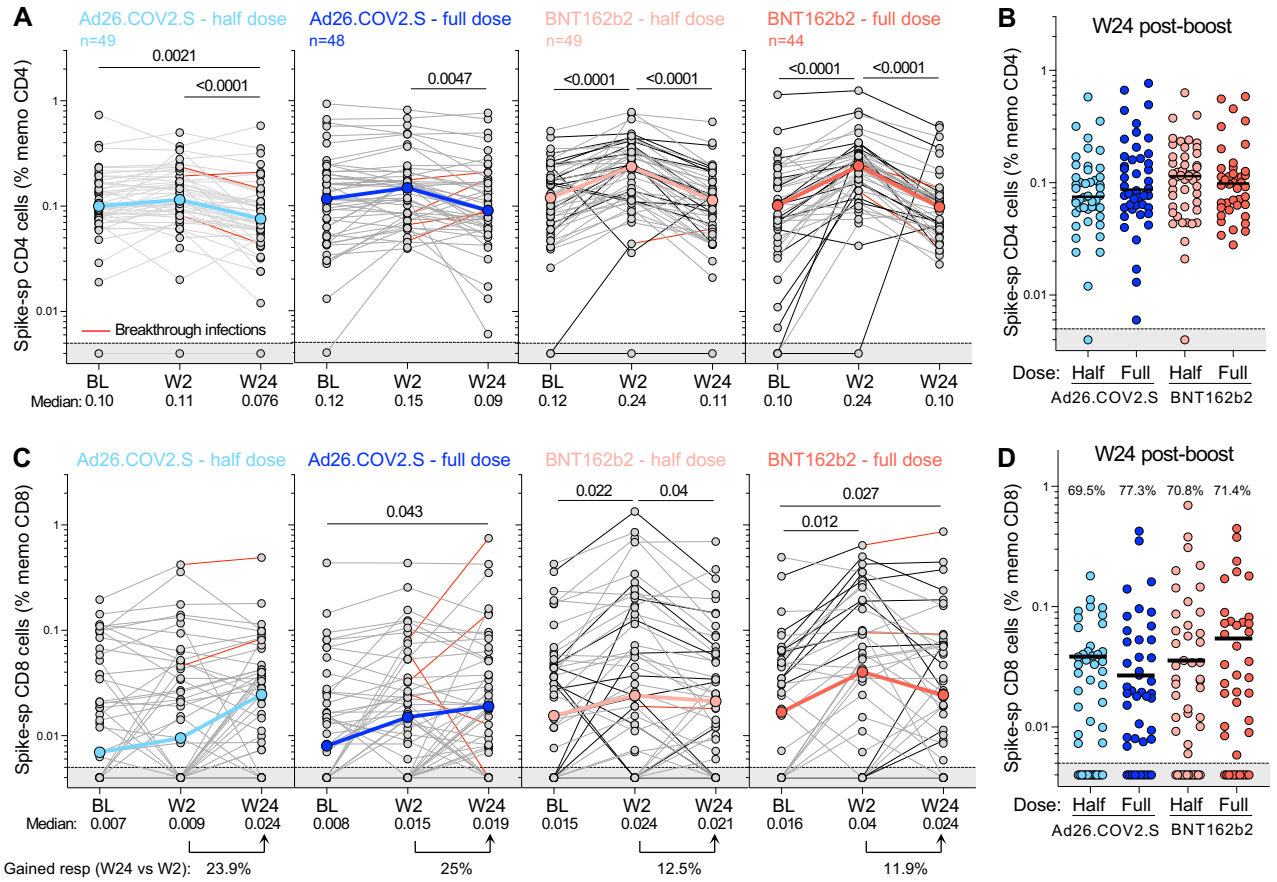 A
Ad26.COV2.S - half dose
n=49
Ad26.COV2.S - full dose
n=48
BNT162b2 - half dose
n=49
BNT162b2 - full dose
n=44
Spike-sp CD4 cells (% memo CD4)
1
0.1
0.01
0.0021
<0.0001
0.0047
<0.0001
<0.0001
<0.0001
<0.0001
Breakthrough infections
BL W2 W24 BL W2 W24 BL W2 W24 BL W2 W24
Median: 0.10 0.11 0.076 0.12 0.15 0.09 0.12 0.24 0.11 0.10 0.24 0.10
B
W24 post-boost
Spike-sp CD4 cells (% memo CD4)
1
0.1
0.01
Dose: Half Full Half Full
Ad26.COV2.S BNT162b2
C
Ad26.COV2.S - half dose
Ad26.COV2.S - full dose
BNT162b2 - half dose
BNT162b2 - full dose
Spike-sp CD8 cells (% memo CD8)
1
0.1
0.01
0.043
0.022
0.04
0.027
0.012
BL W2 W24 BL W2 W24 BL W2 W24 BL W2 W24
Median: 0.007 0.009 0.024 0.008 0.015 0.019 0.015 0.024 0.021 0.016 0.04 0.024
Gained resp (W24 vs W2): 23.9% 25% 12.5% 11.9%
D
W24 post-boost
Spike-sp CD8 cells (% memo CD8)
69.5% 77.3% 70.8% 71.4%
1
0.1
0.01
Dose: Half Full Half Full
Ad26.COV2.S BNT162b2